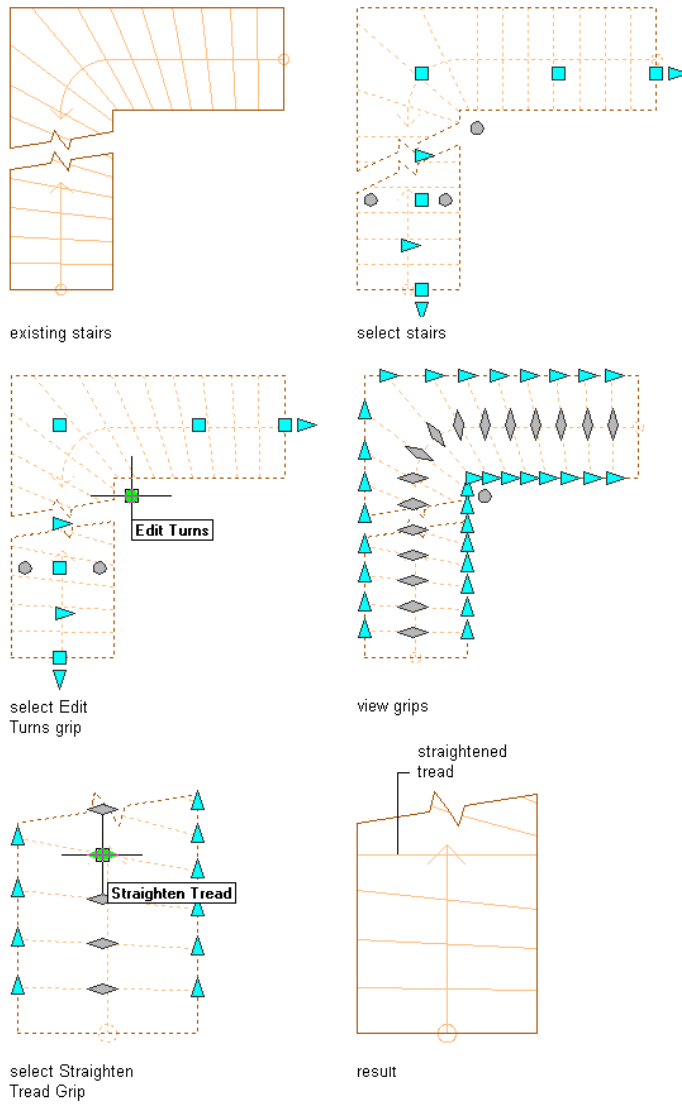 existing stairs
select stairs
Edit Turns
select Edit
Turns grip
view grips
straightened
tread
Straighten Tread
select Straighten
Tread Grip
result